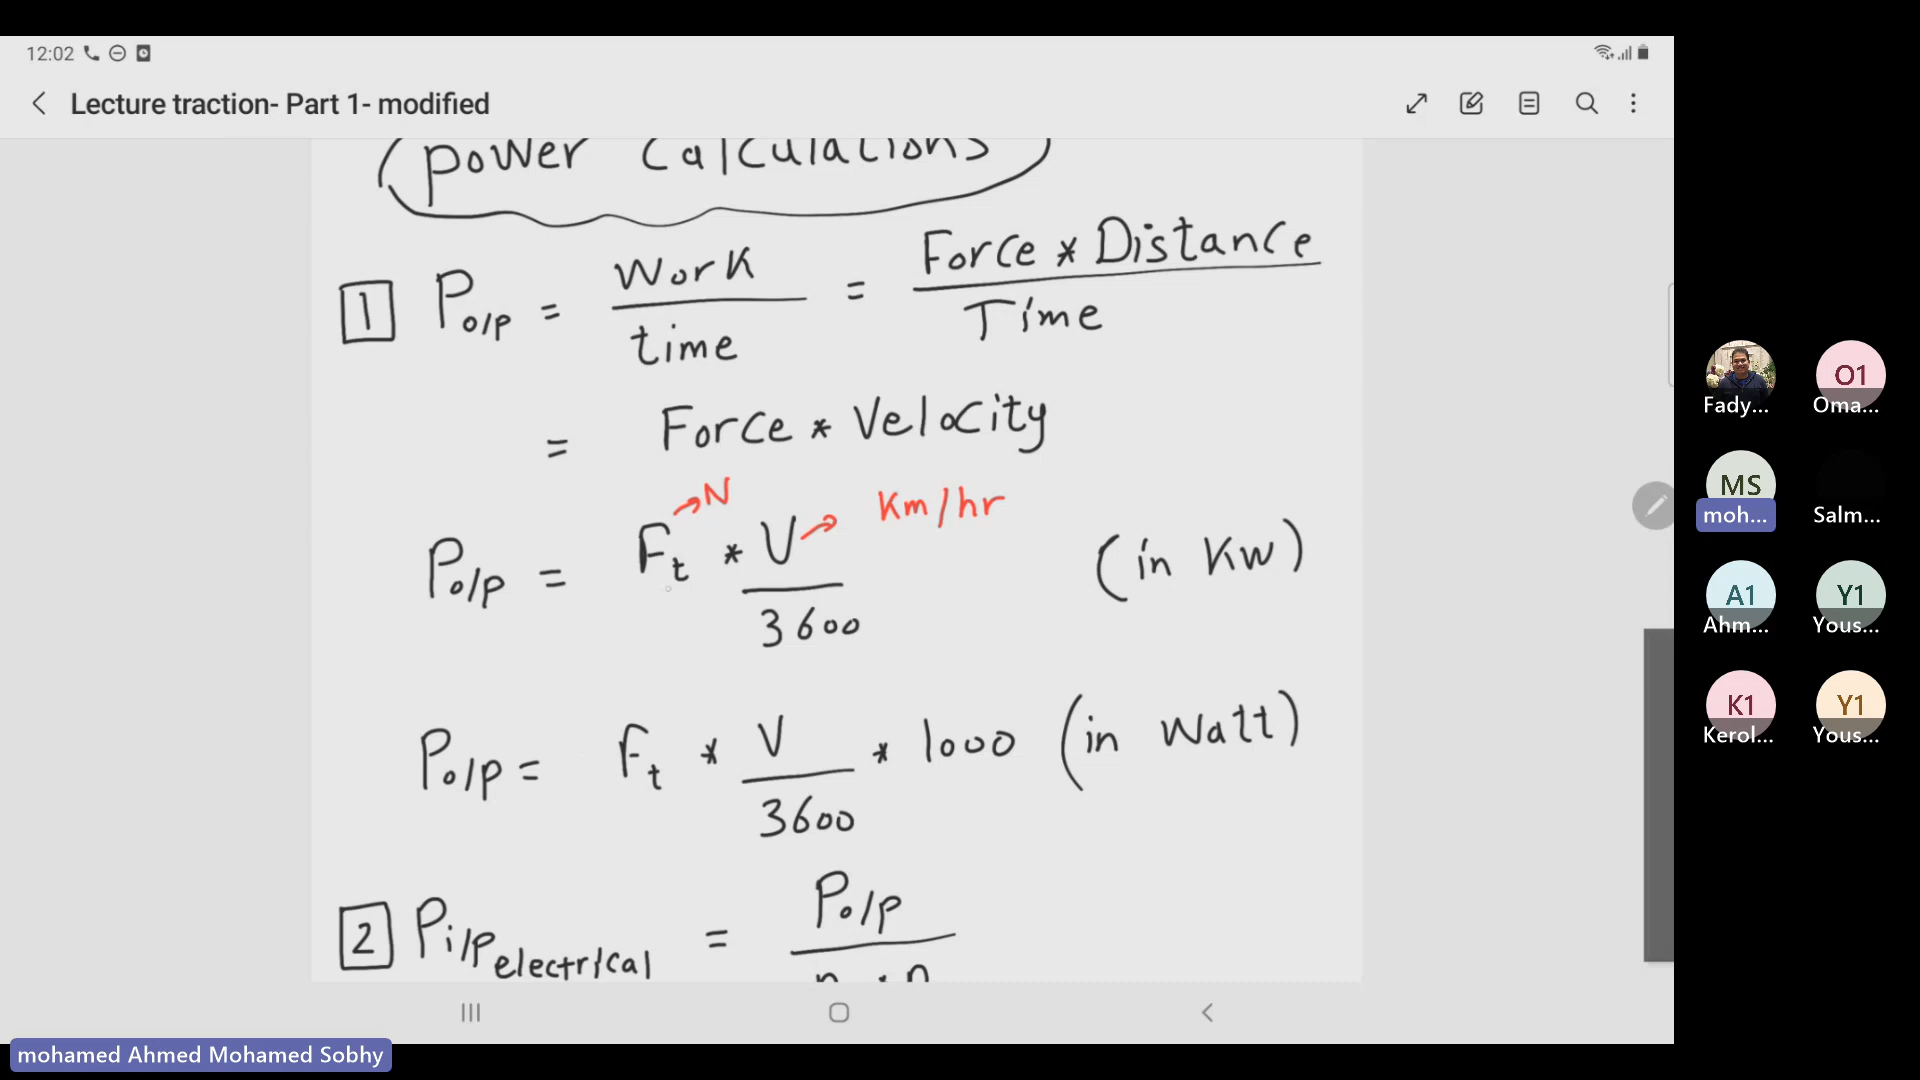 12:02
Lecture traction- Part 1- modified
power calculations
1 Po/p = Work / time = Force * Distance / Time
= Force * Velocity
N Km/hr
Po/p = Ft * V / 3600 (in Kw)
Po/p = Ft * V / 3600 * 1000 (in Watt)
2 Pi/p electrical = Po/p
Fady...
O1
Oma...
MS
moh...
Salm...
A1
Ahm...
Y1
Yous...
K1
Kerol...
Y1
Yous...
mohamed Ahmed Mohamed Sobhy